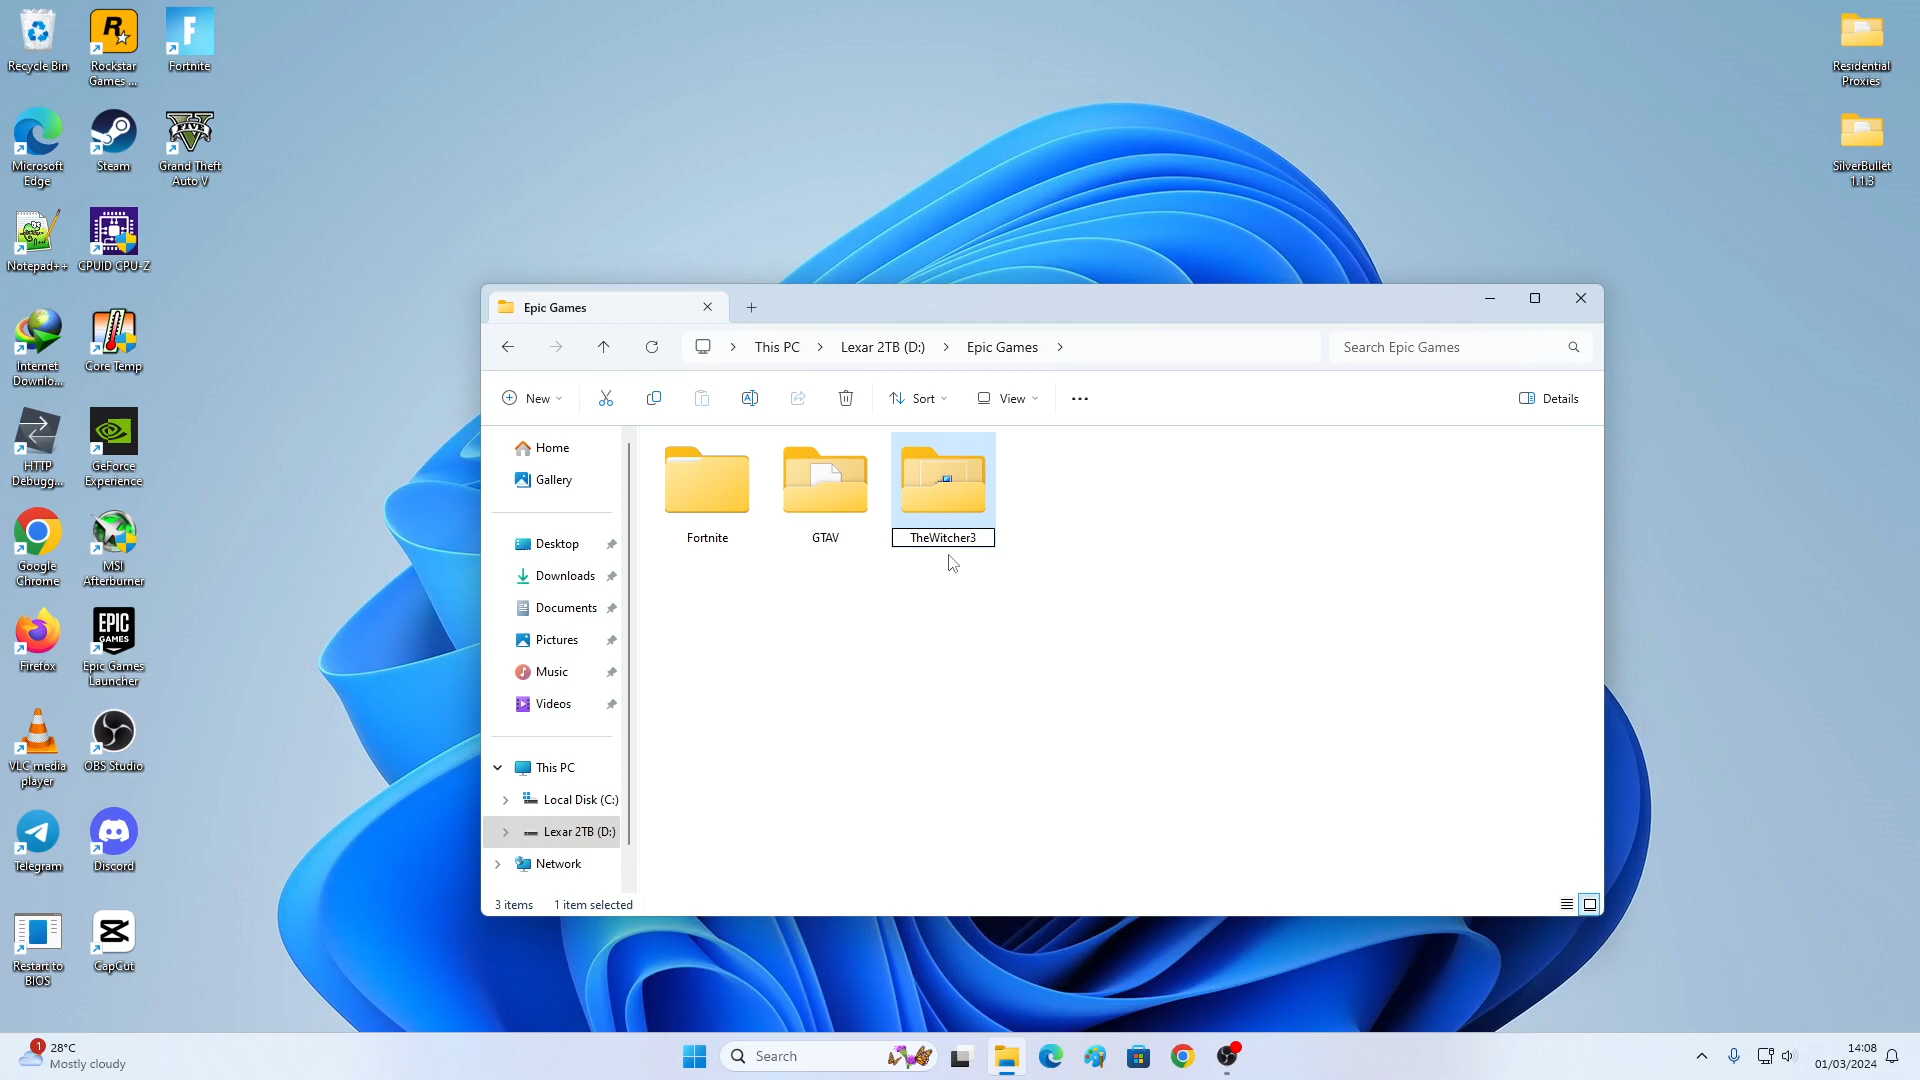 Recycle Bin
Rockstar
Games ...
Fortnite
Microsoft
Edge
Steam
Grand Theft
Auto V
Notepad++
CPUID CPU-Z
Internet
Downlo...
Core Temp
HTTP
Debugg...
GeForce
Experience
Google
Chrome
MSI
Afterburner
Firefox
EPIC
GAMES
Epic Games
Launcher
VLC media
player
OBS Studio
Telegram
Discord
Restart to
BIOS
CapCut
Residential
Proxies
SilverBullet
1.1.3
Epic Games
This PC
Lexar 2TB (D:)
Epic Games
Search Epic Games
New
Sort
View
Details
Home
Gallery
Desktop
Downloads
Documents
Pictures
Music
Videos
This PC
Local Disk (C:)
Lexar 2TB (D:)
Network
Fortnite
GTAV
TheWitcher3
3 items
1 item selected
1
28°C
Mostly cloudy
Search
14:08
01/03/2024